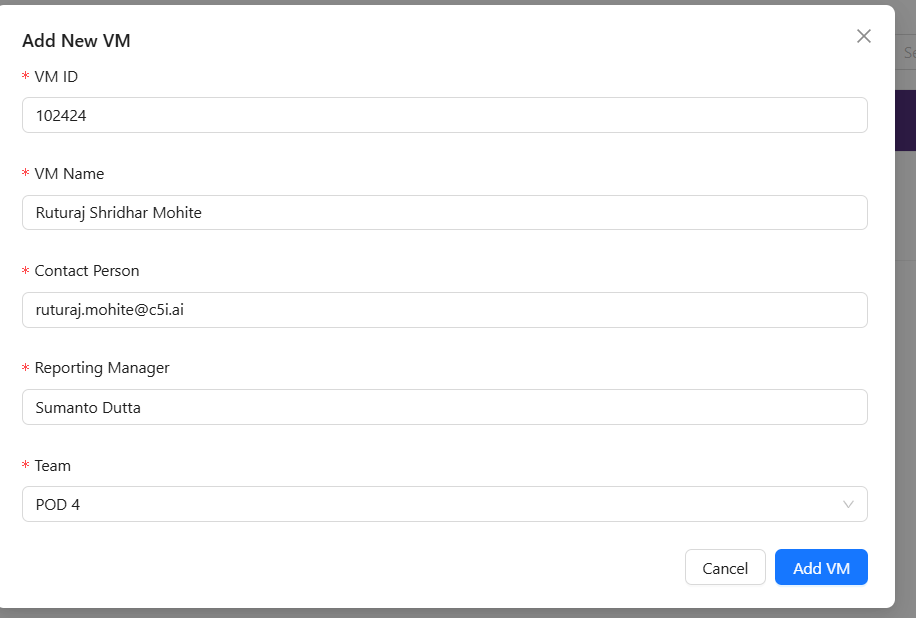 Add New VM
* VM ID
102424
* VM Name
Ruturaj Shridhar Mohite
* Contact Person
ruturaj.mohite@c5i.ai
* Reporting Manager
Sumanto Dutta
* Team
POD 4
Cancel
Add VM